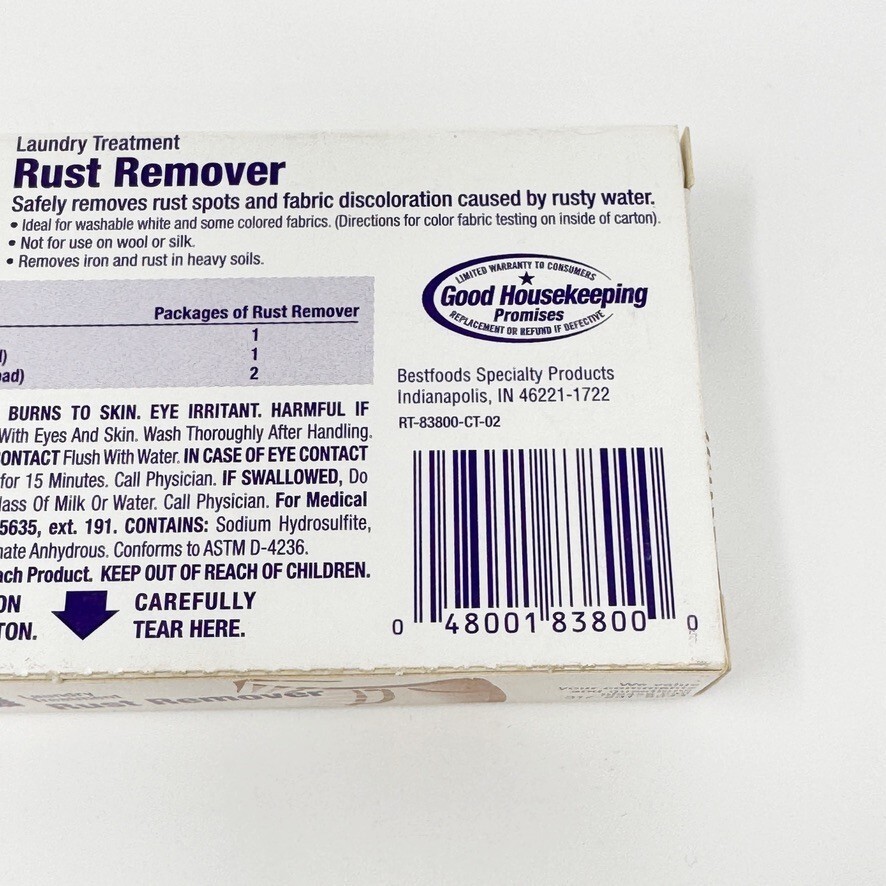 Laundry Treatment
Rust Remover
Safely removes rust spots and fabric discoloration caused by rusty water.
• Ideal for washable white and some colored fabrics. (Directions for color fabric testing on inside of carton).
• Not for use on wool or silk.
• Removes iron and rust in heavy soils.
Packages of Rust Remover
1
1
2
BURNS TO SKIN. EYE IRRITANT. HARMFUL IF
With Eyes And Skin. Wash Thoroughly After Handling.
CONTACT Flush With Water. IN CASE OF EYE CONTACT
for 15 Minutes. Call Physician. IF SWALLOWED, Do
Of Milk Or Water. Call Physician. For Medical
5635, ext. 191. CONTAINS: Sodium Hydrosulfite,
Anhydrous. Conforms to ASTM D-4236.
Product. KEEP OUT OF REACH OF CHILDREN.
CAREFULLY
TEAR HERE.
LIMITED WARRANTY TO CONSUMERS
Good Housekeeping
Promises
REPLACEMENT OR REFUND IF DEFECTIVE
Bestfoods Specialty Products
Indianapolis, IN 46221-1722
RT-83800-CT-02
0 48001 83800 0
Laundry
Treatment
Rust Remover
We value